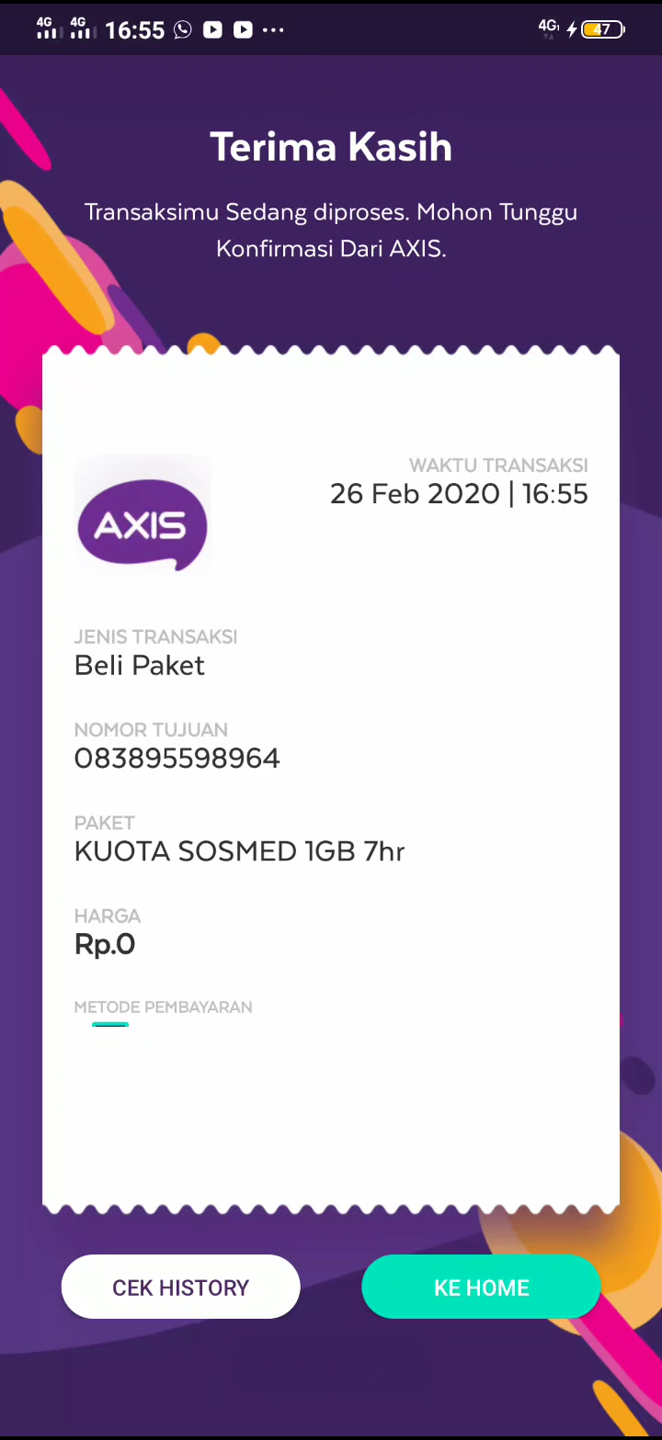 4G 4G 16:55 4G 47
Terima Kasih
Transaksimu Sedang diproses. Mohon Tunggu
Konfirmasi Dari AXIS.
WAKTU TRANSAKSI
26 Feb 2020 | 16:55
AXIS
JENIS TRANSAKSI
Beli Paket
NOMOR TUJUAN
083895598964
PAKET
KUOTA SOSMED 1GB 7hr
HARGA
Rp.0
METODE PEMBAYARAN
CEK HISTORY
KE HOME